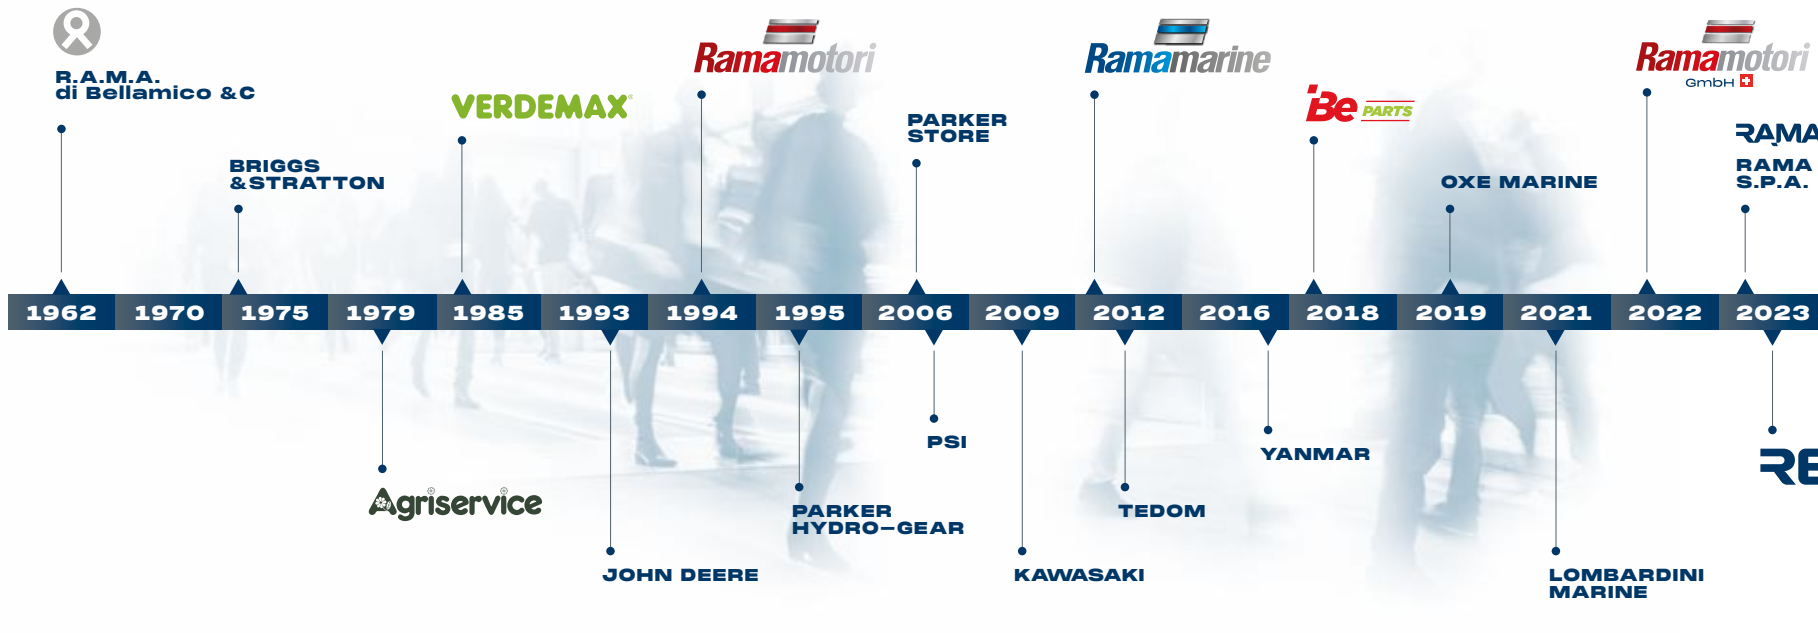 R.A.M.A.
di Bellamico &C
BRIGGS
&STRATTON
VERDEMAX®
Ramamotori
PARKER
STORE
Ramamarine
iBe PARTS
OXE MARINE
Ramamotori
GmbH
RAMA
RAMA
S.P.A.
1962 1970 1975 1979 1985 1993 1994 1995 2006 2009 2012 2016 2018 2019 2021 2022 2023
Agriservice
JOHN DEERE
PARKER
HYDRO-GEAR
PSI
KAWASAKI
TEDOM
YANMAR
LOMBARDINI
MARINE